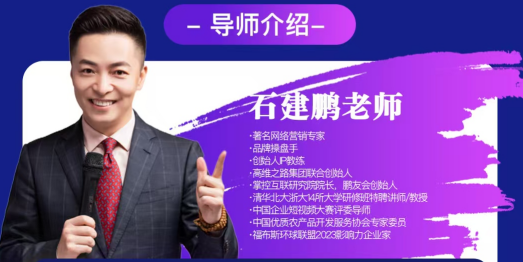 – 导师介绍 –
石建鹏老师
·著名网络营销专家
·品牌操盘手
·创始人IP教练
·高维之路集团联合创始人
·掌控互联研究院院长，鹏友会创始人
·清华北大浙大14所大学研修班特聘讲师/教授
·中国企业短视频大赛评委导师
·中国优质农产品开发服务协会专家委员
·福布斯环球联盟2023影响力企业家